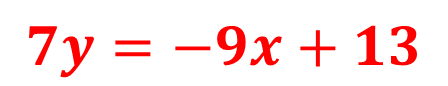 7y = −9x + 13